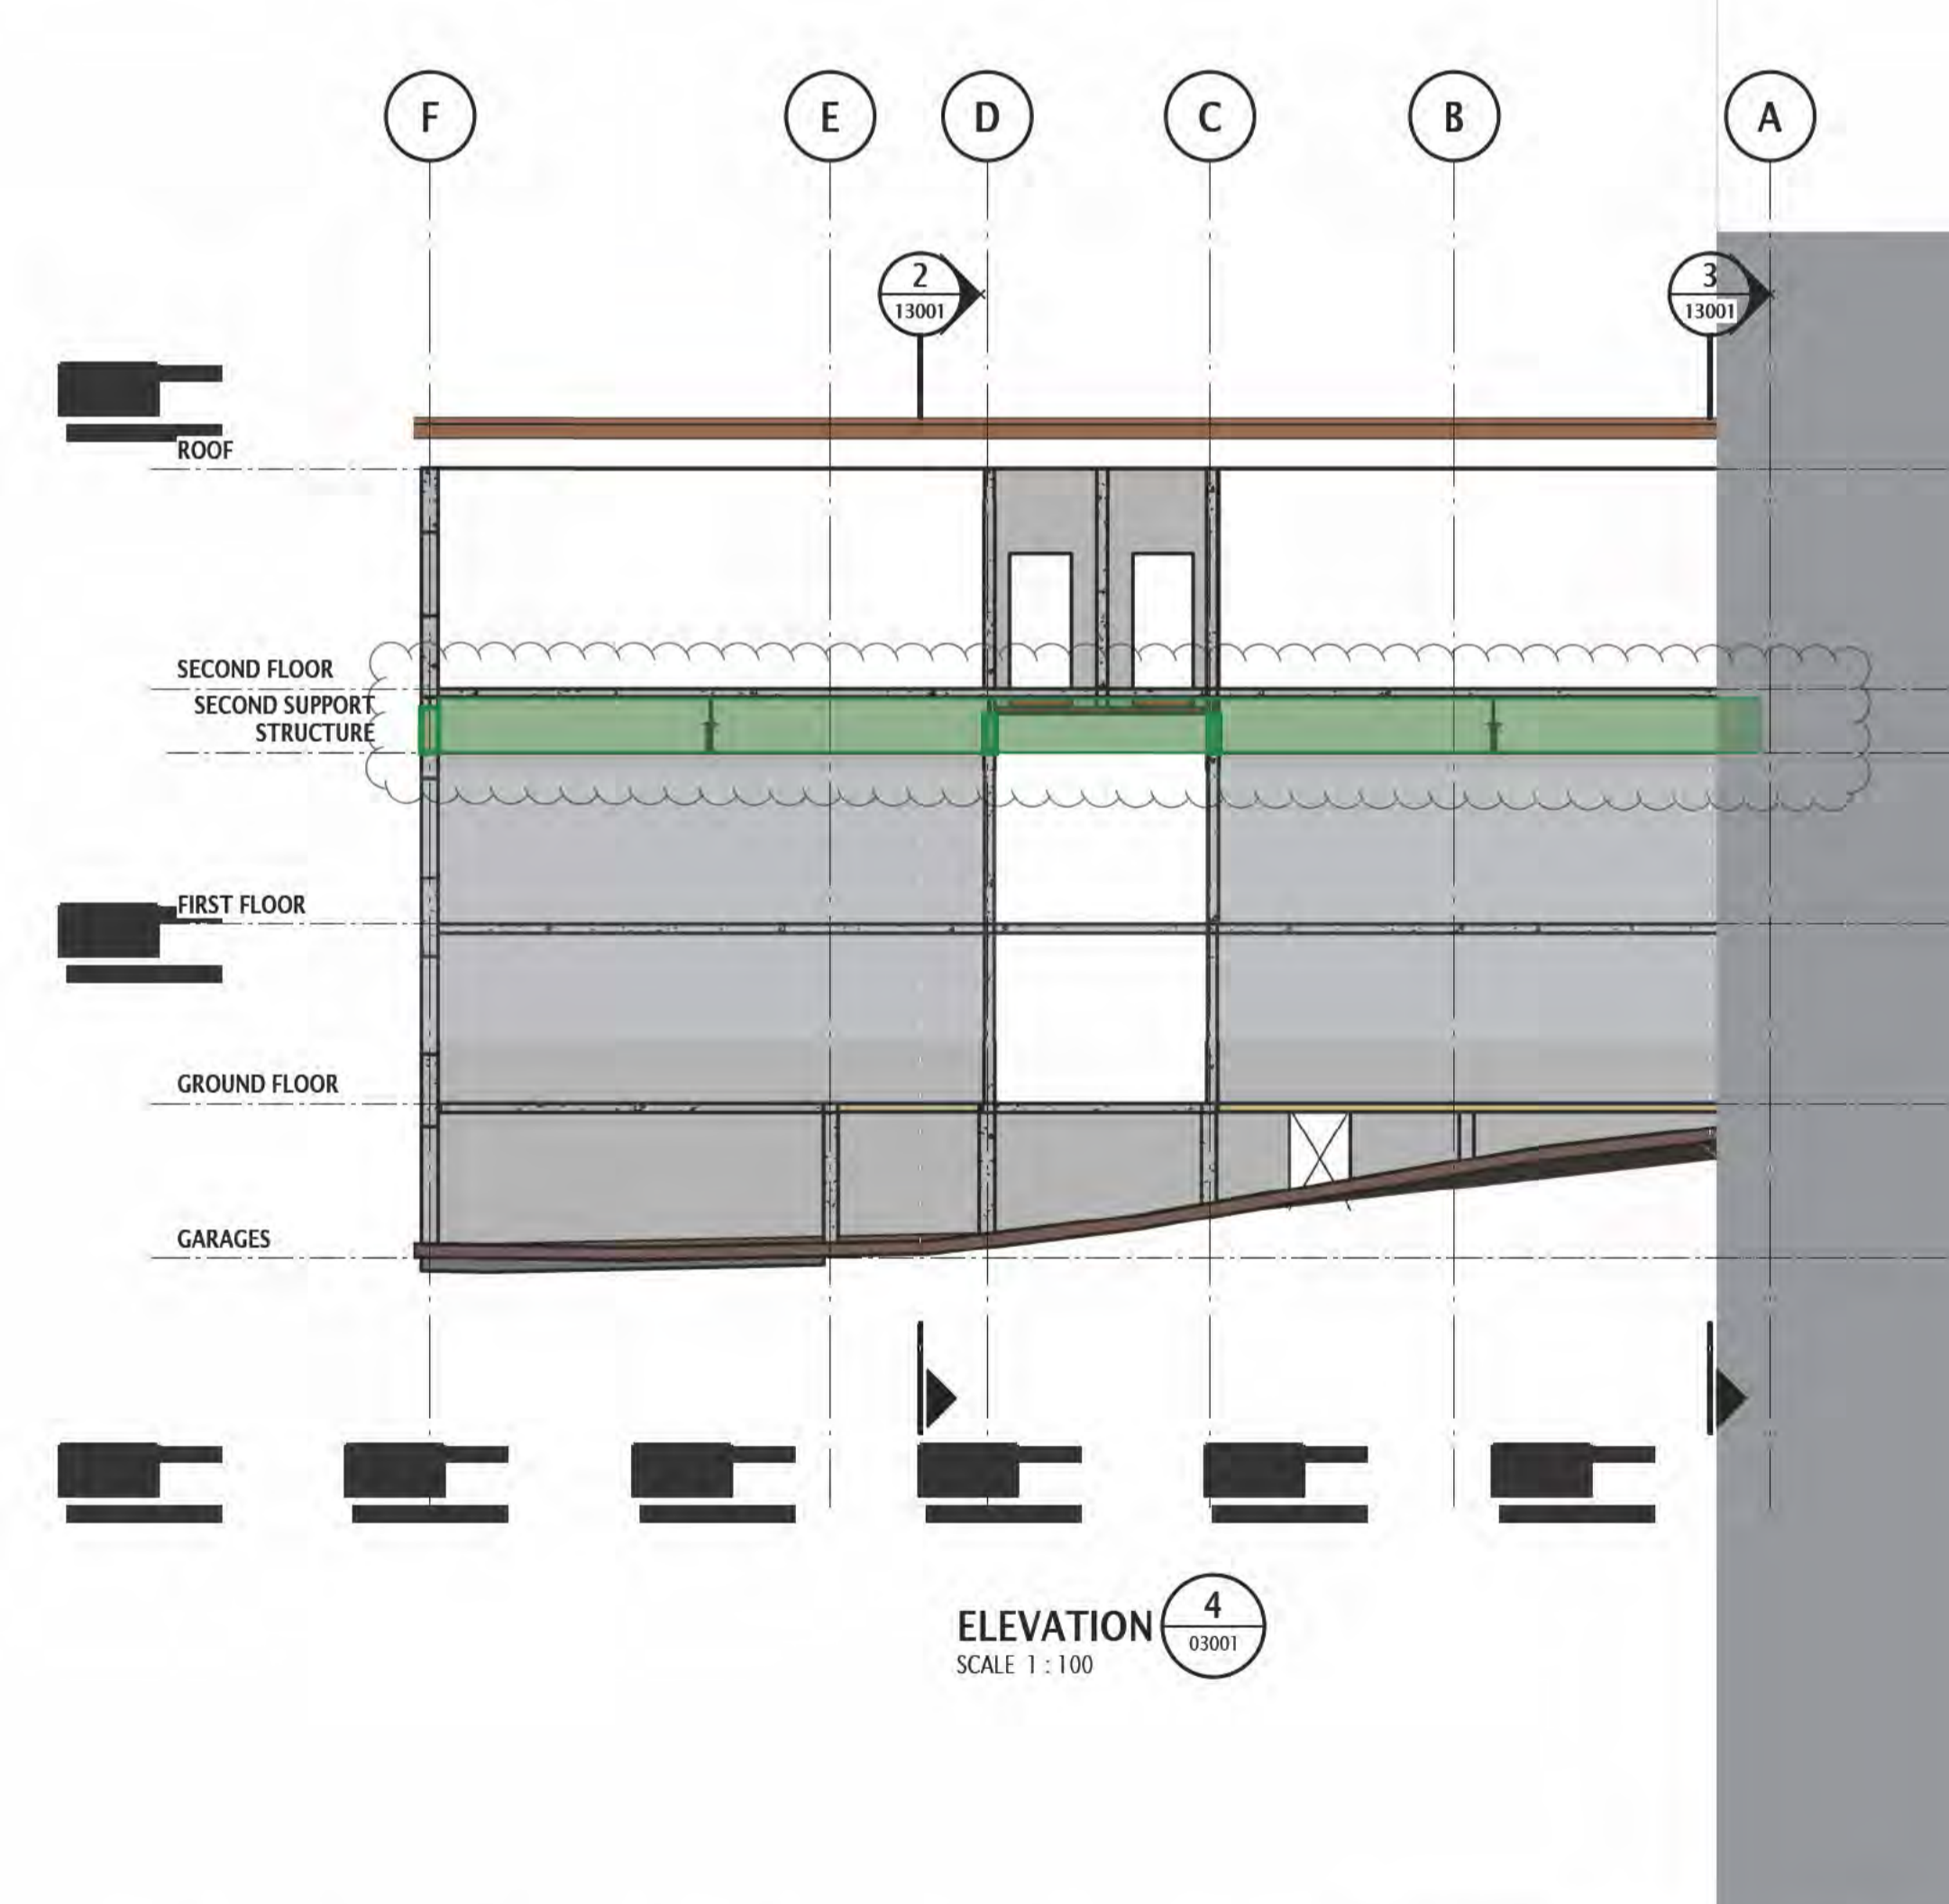 F E D C B A
2
13001
3
13001
ROOF
SECOND FLOOR
SECOND SUPPORT
STRUCTURE
FIRST FLOOR
GROUND FLOOR
GARAGES
ELEVATION
SCALE 1 : 100
4
03001